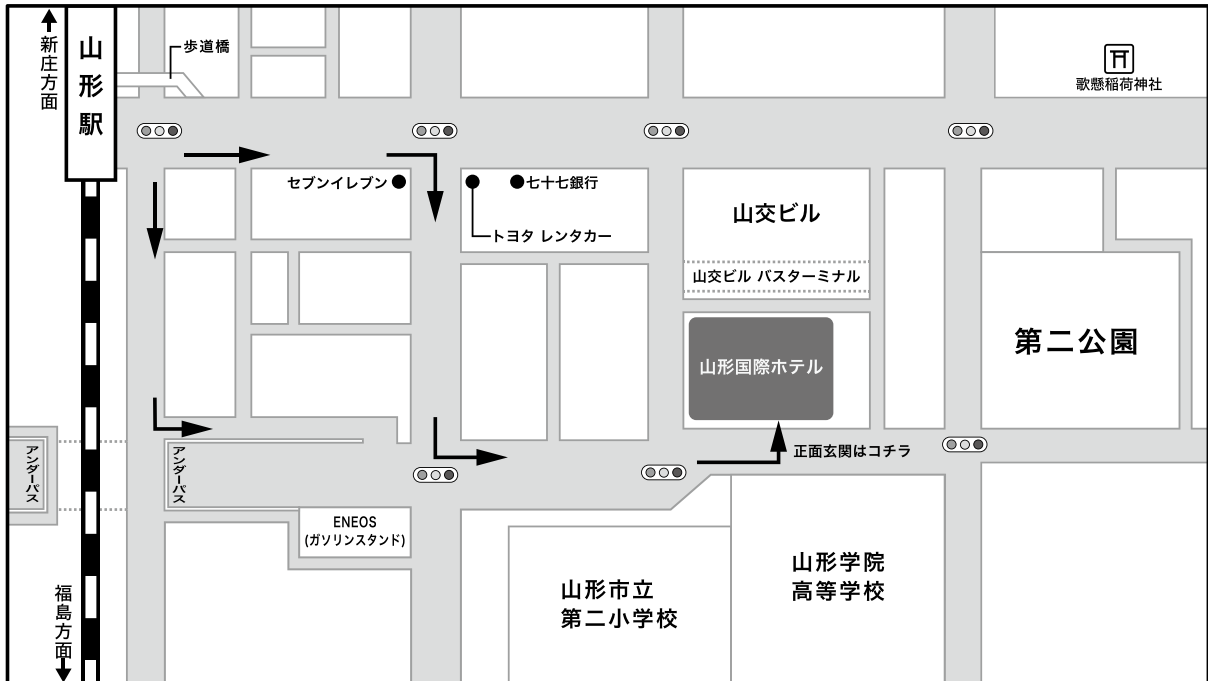 新庄方面
山形駅
歩道橋
歌懸稲荷神社
セブンイレブン
七十七銀行
トヨタ レンタカー
山交ビル
山交ビル バスターミナル
山形国際ホテル
第二公園
正面玄関はコチラ
アンダーパス
アンダーパス
ENEOS
(ガソリンスタンド)
山形市立
第二小学校
山形学院
高等学校
福島方面